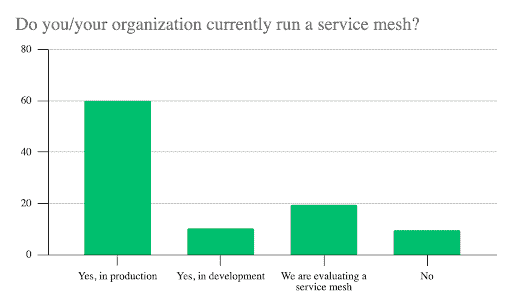 Do you/your organization currently run a service mesh?
80
60
40
20
0
Yes, in production
Yes, in development
We are evaluating a
service mesh
No